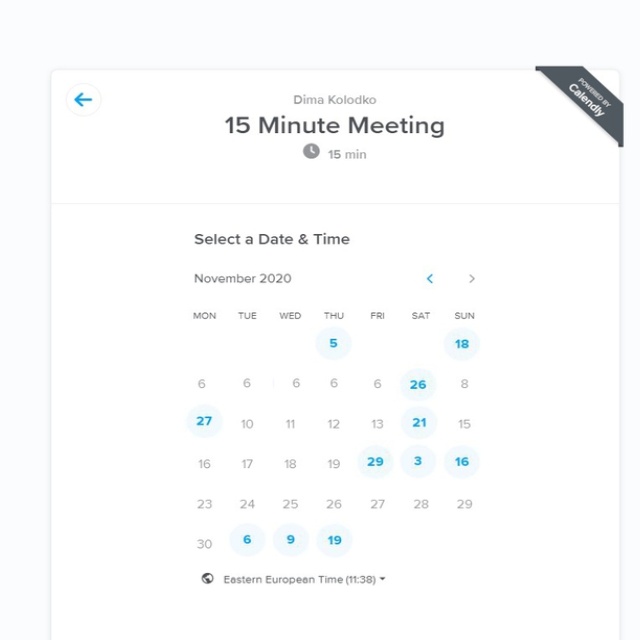 POWERED BY
Calendly
Dima Kolodko
15 Minute Meeting
15 min
Select a Date & Time
November 2020
MON TUE WED THU FRI SAT SUN
5 18
6 6 6 6 6 26 8
27 10 11 12 13 21 15
16 17 18 19 29 3 16
23 24 25 26 27 28 29
30 6 9 19
Eastern European Time (11:38)